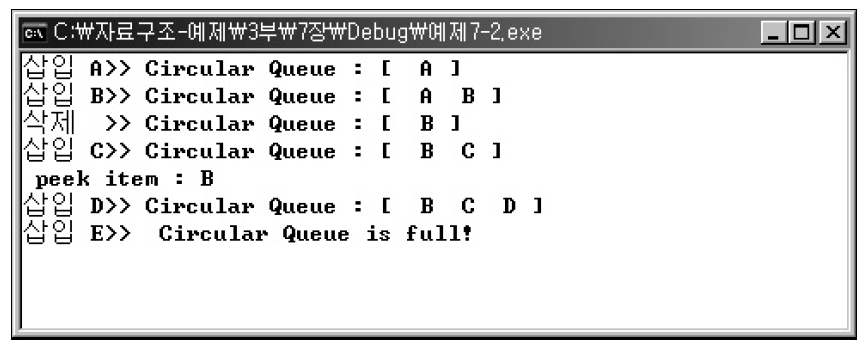 C:₩자료구조-예제₩3부₩7장₩Debug₩예제7-2.exe
삽입 A>> Circular Queue : [  A ]
삽입 B>> Circular Queue : [  A  B ]
삭제  >> Circular Queue : [  B ]
삽입 C>> Circular Queue : [  B  C ]
 peek item : B
삽입 D>> Circular Queue : [  B  C  D ]
삽입 E>>  Circular Queue is full!